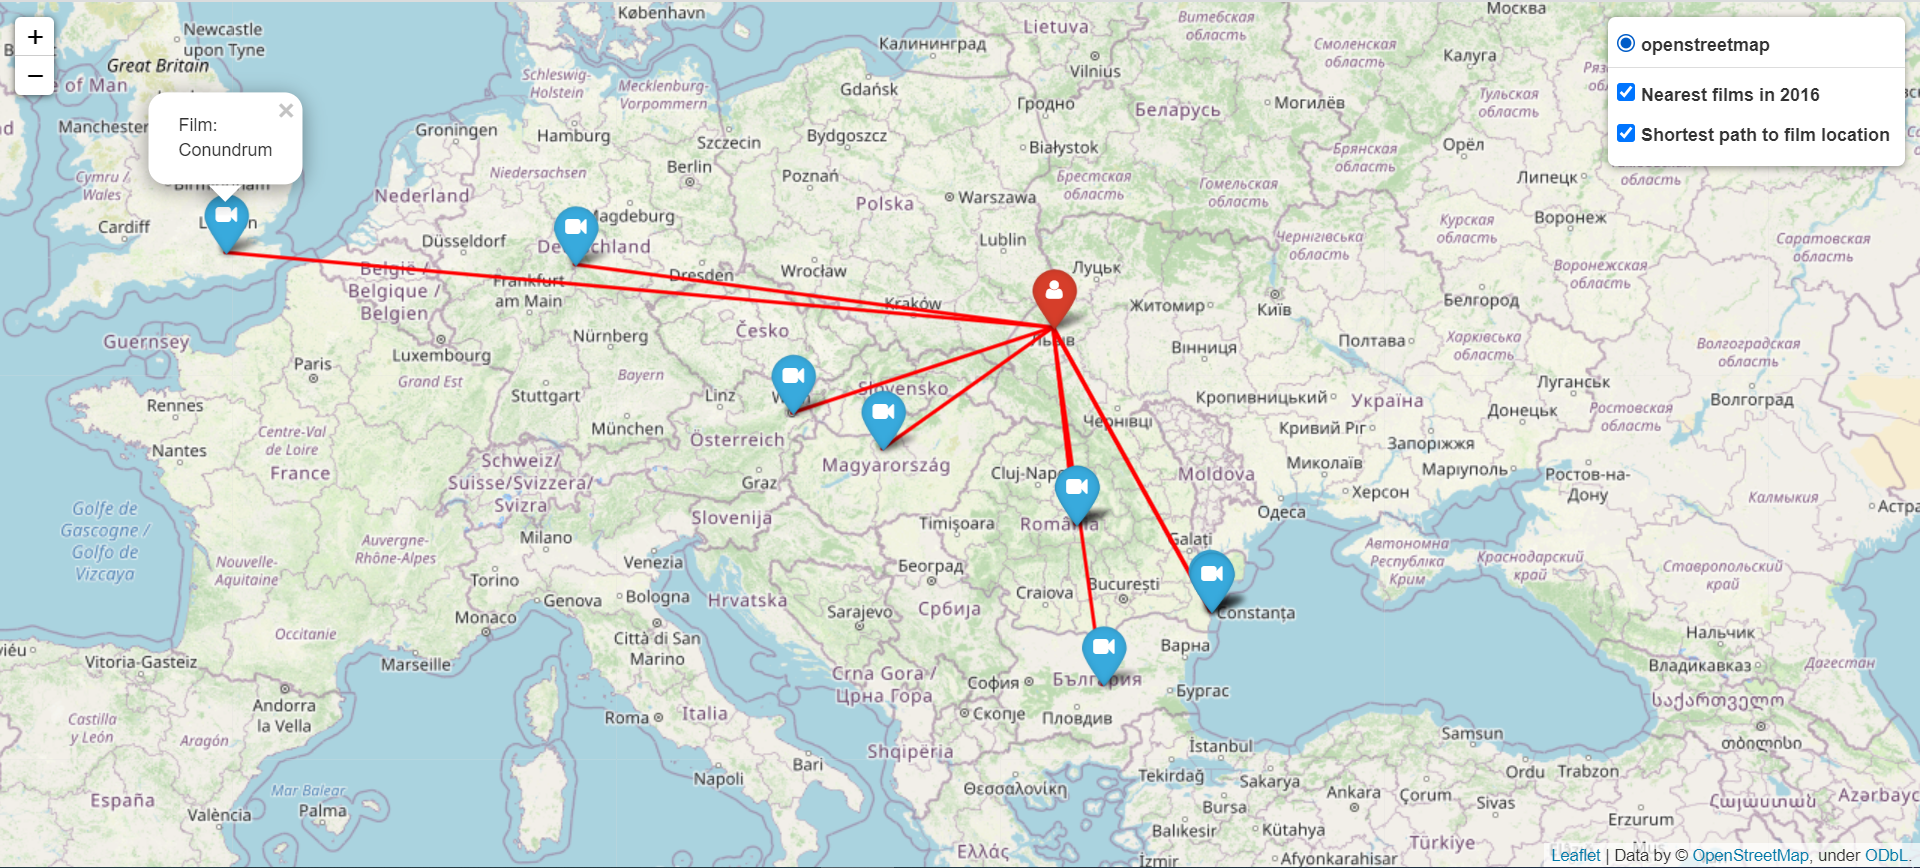 +
−
Film:
Conundrum
×
openstreetmap
Nearest films in 2016
Shortest path to film location
København
Москва
Newcastle
upon Tyne
Great Britain
Lietuva
Витебская
область
Калининград
Смоленская
область
Калуга
Vilnius
e of Man
Schleswig-
Holstein
Mecklenburg-
Vorpommern
Gdańsk
Гродно
Беларусь
Могилёв
Тульская
область
Manchester
Groningen
Hamburg
Szczecin
Bydgoszcz
Białystok
Брянская
область
Орёл
Cymru /
Wales
Birmingham
Niedersachsen
Berlin
Poznań
Брестская
область
Гомельская
область
Липецк
область
Nederland
Polska
Warszawa
Курская
область
Воронеж
Cardiff
Magdeburg
Düsseldorf
Deutschland
Lublin
Чернігівська
область
Саратовская
область
België /
Belgique /
Belgien
Frankfurt
am Main
Dresden
Wrocław
Луцьк
Воронежская
область
Kraków
Житомир
Київ
Белгород
Guernsey
Nürnberg
Česko
Львів
Вінниця
Полтава
Харківська
область
Волгоградская
область
Paris
Luxembourg
Grand Est
Bayern
Slovensko
Луганськ
Rennes
Stuttgart
Linz
Кропивницький
Україна
Донецьк
Ростовская
область
Волгоград
Centre-Val
de Loire
München
Österreich
Чернівці
Кривий Ріг
Запоріжжя
Nantes
France
Schweiz/
Suisse/Svizzera/
Svizra
Magyarország
Cluj-Napo
Moldova
Миколаїв
Маріуполь
Ростов-на-
Дону
Graz
Херсон
Калмыкия
Golfe de
Gascogne /
Golfo de
Vizcaya
Slovenija
Timișoara
România
Одеса
Астра
Auvergne-
Rhône-Alpes
Milano
Galați
Автономна
Республіка
Крим
Краснодарский
край
Ставропольский
край
Nouvelle-
Aquitaine
Torino
Venezia
Београд
București
Genova
Bologna
Hrvatska
Craiova
Monaco
Sarajevo
Србија
Constanța
Occitanie
Città di San
Marino
Варна
Нальчик
Vitoria-Gasteiz
Marseille
Crna Gora /
Црна Гора
София
България
Владикавказ
Дагестан
Andorra
la Vella
Бургас
საქართველო
Castilla
y León
Aragón
Roma
Italia
Скопје
Пловдив
Shqipëria
İstanbul
Samsun
თბილისი
Napoli
Bari
Tekirdağ
Sakarya
Ordu
Trabzon
Mar Balear
España
Palma
València
Θεσσαλονίκη
Bursa
Ankara
Çorum
Sivas
Հայաստան
Azərbayc
Erzurum
Balıkesir
Kütahya
Türkiye
Ελλάς
İzmir
Afyonkarahisar
Leaflet | Data by © OpenStreetMap, under ODbL.